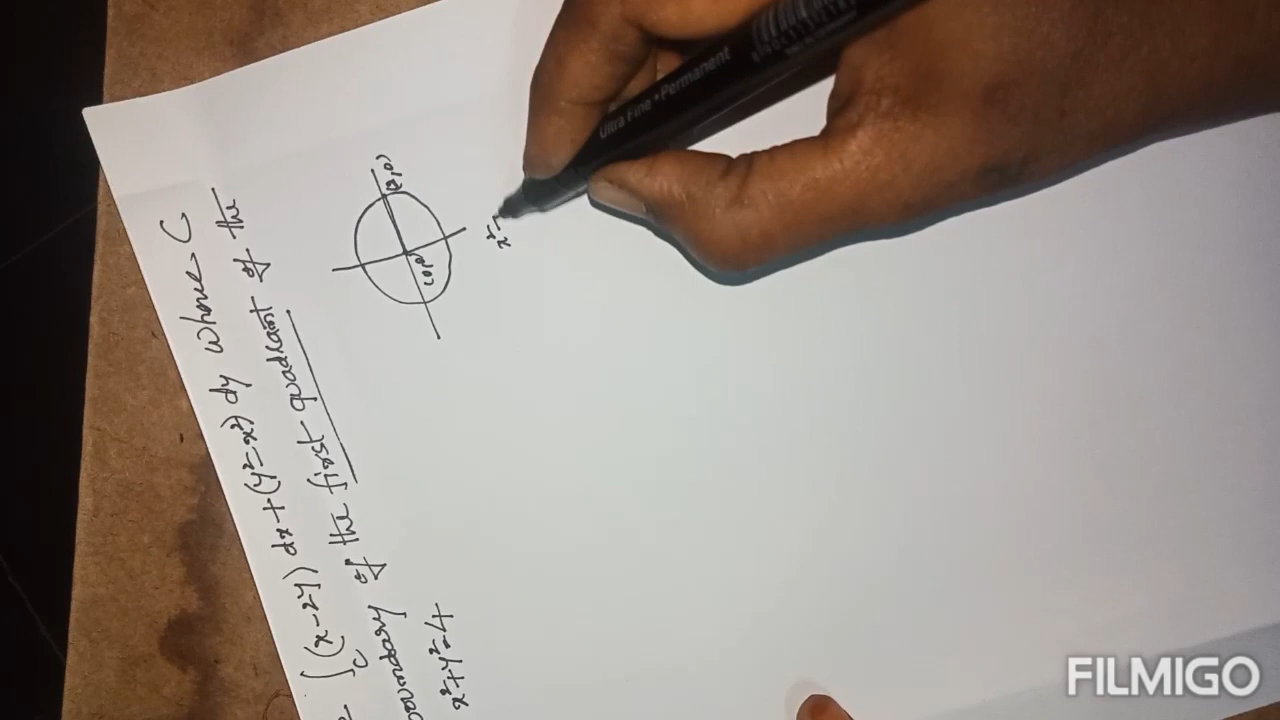 ∫c (x-2y) dx + (y²-x²) dy where C
boundary of the first quadrant of the
x²+y²=4
(0,0)
(2,0)
x²-
Ultra Fine • Permanent
FILMIGO